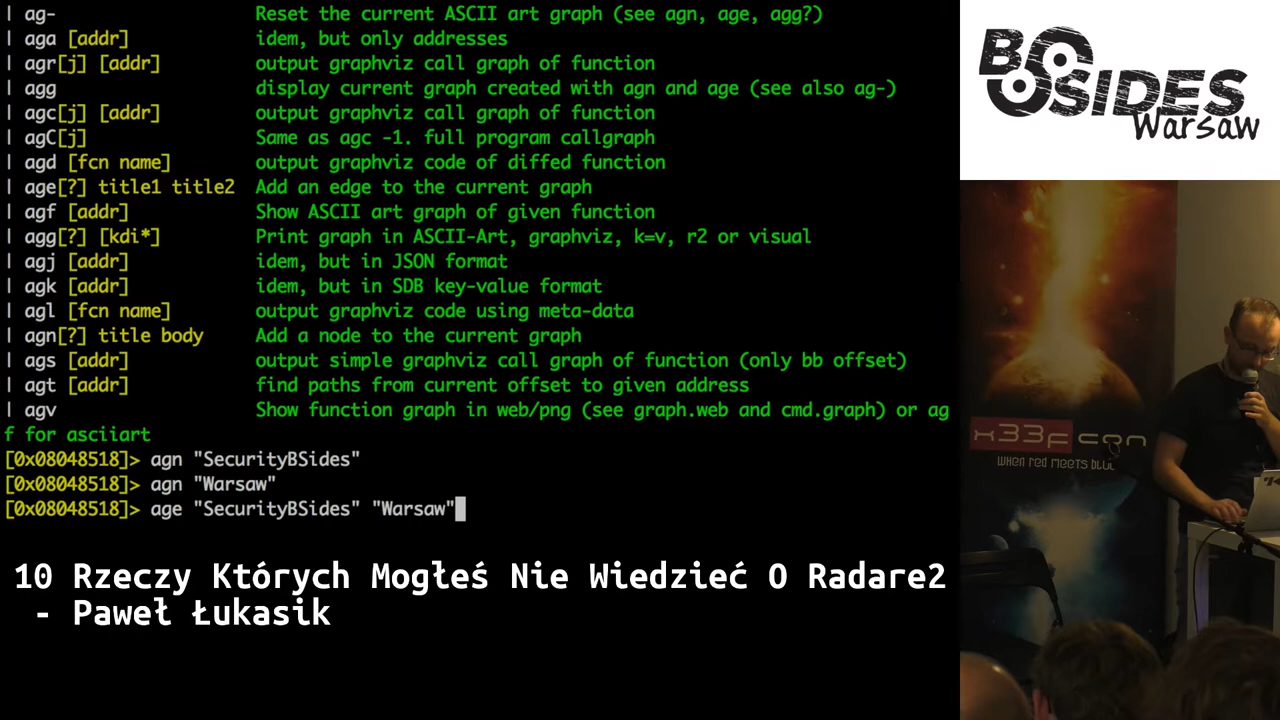 | ag-                    Reset the current ASCII art graph (see agn, age, agg?)
| aga [addr]             idem, but only addresses
| agr[j] [addr]          output graphviz call graph of function
| agg                    display current graph created with agn and age (see also ag-)
| agc[j] [addr]          output graphviz call graph of function
| agC[j]                 Same as agc -1. full program callgraph
| agd [fcn name]         output graphviz code of diffed function
| age[?] title1 title2  Add an edge to the current graph
| agf [addr]             Show ASCII art graph of given function
| agg[?] [kdi*]          Print graph in ASCII-Art, graphviz, k=v, r2 or visual
| agj [addr]             idem, but in JSON format
| agk [addr]             idem, but in SDB key-value format
| agl [fcn name]         output graphviz code using meta-data
| agn[?] title body      Add a node to the current graph
| ags [addr]             output simple graphviz call graph of function (only bb offset)
| agt [addr]             find paths from current offset to given address
| agv                    Show function graph in web/png (see graph.web and cmd.graph) or ag
f for asciiart
[0x08048518]> agn "SecurityBSides"
[0x08048518]> agn "Warsaw"
[0x08048518]> age "SecurityBSides" "Warsaw"
10 Rzeczy Których Mogłeś Nie Wiedzieć O Radare2
- Paweł Łukasik
BSIDES
Warsaw
x33fcon
when red meets blue